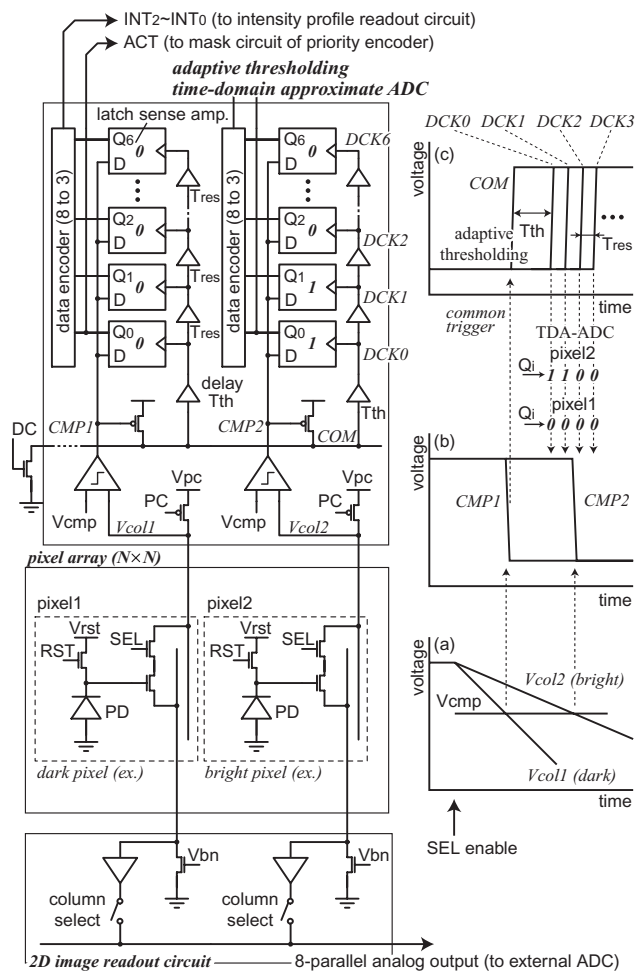 INT2~INT0 (to intensity profile readout circuit)
ACT (to mask circuit of priority encoder)
adaptive thresholding
time-domain approximate ADC
latch sense amp.
data encoder (8 to 3)
Q6 0
D
Tres
Q2 0
D
Tres
Q1 0
D
Tres
Q0 0
D
delay
Tth
CMP1
data encoder (8 to 3)
Q6 0
D
DCK6
Q2 0
D
DCK2
Q1 1
D
DCK1
Q0 1
D
DCK0
Tth
CMP2
COM
DC
Vcmp
Vcol1
PC
Vpc
Vcmp
Vcol2
PC
Vpc
pixel array (N×N)
pixel1
Vrst
RST
SEL
PD
dark pixel (ex.)
pixel2
Vrst
RST
SEL
PD
bright pixel (ex.)
Vbn
column
select
Vbn
column
select
2D image readout circuit
8-parallel analog output (to external ADC)
DCK0
DCK1
DCK2
DCK3
(c)
voltage
COM
Tth
Tres
adaptive
thresholding
time
common
trigger
TDA-ADC
pixel2
Qi 1 1 0 0
pixel1
Qi 0 0 0 0
(b)
voltage
CMP1
CMP2
time
(a)
voltage
Vcmp
Vcol2 (bright)
Vcol1 (dark)
time
SEL enable